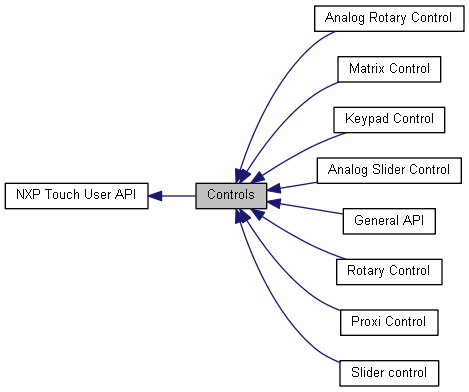 Analog Rotary Control
Matrix Control
Keypad Control
Analog Slider Control
NXP Touch User API
Controls
General API
Rotary Control
Proxi Control
Slider control